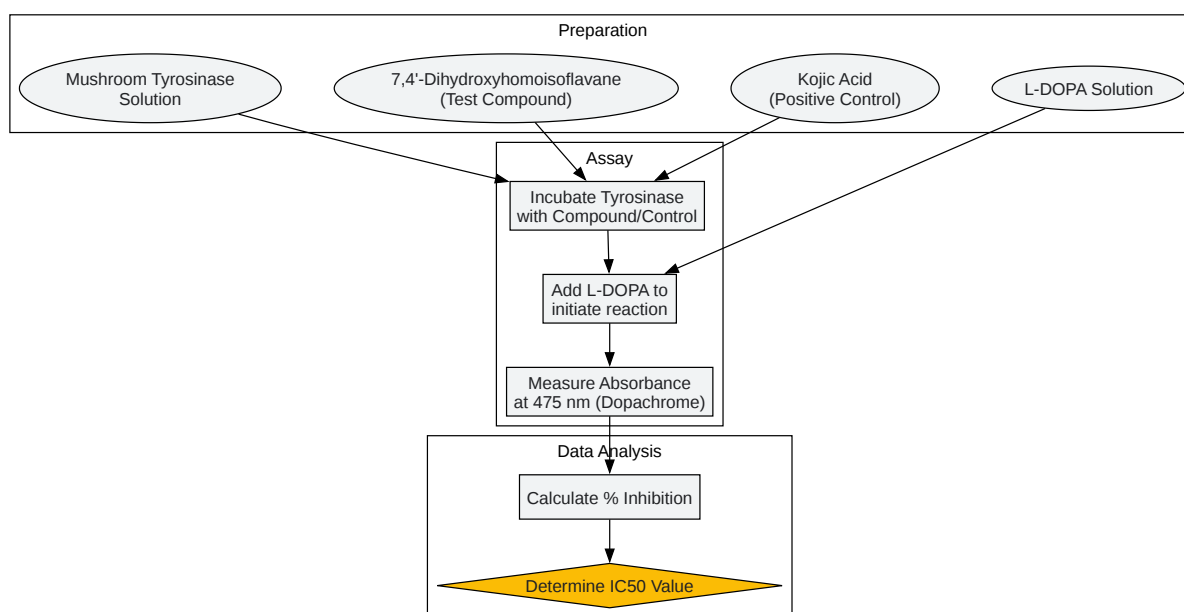 Preparation
Mushroom Tyrosinase
Solution
7,4'-Dihydroxyhomoisoflavane
(Test Compound)
Kojic Acid
(Positive Control)
L-DOPA Solution
Assay
Incubate Tyrosinase
with Compound/Control
Add L-DOPA to
initiate reaction
Measure Absorbance
at 475 nm (Dopachrome)
Data Analysis
Calculate % Inhibition
Determine IC50 Value